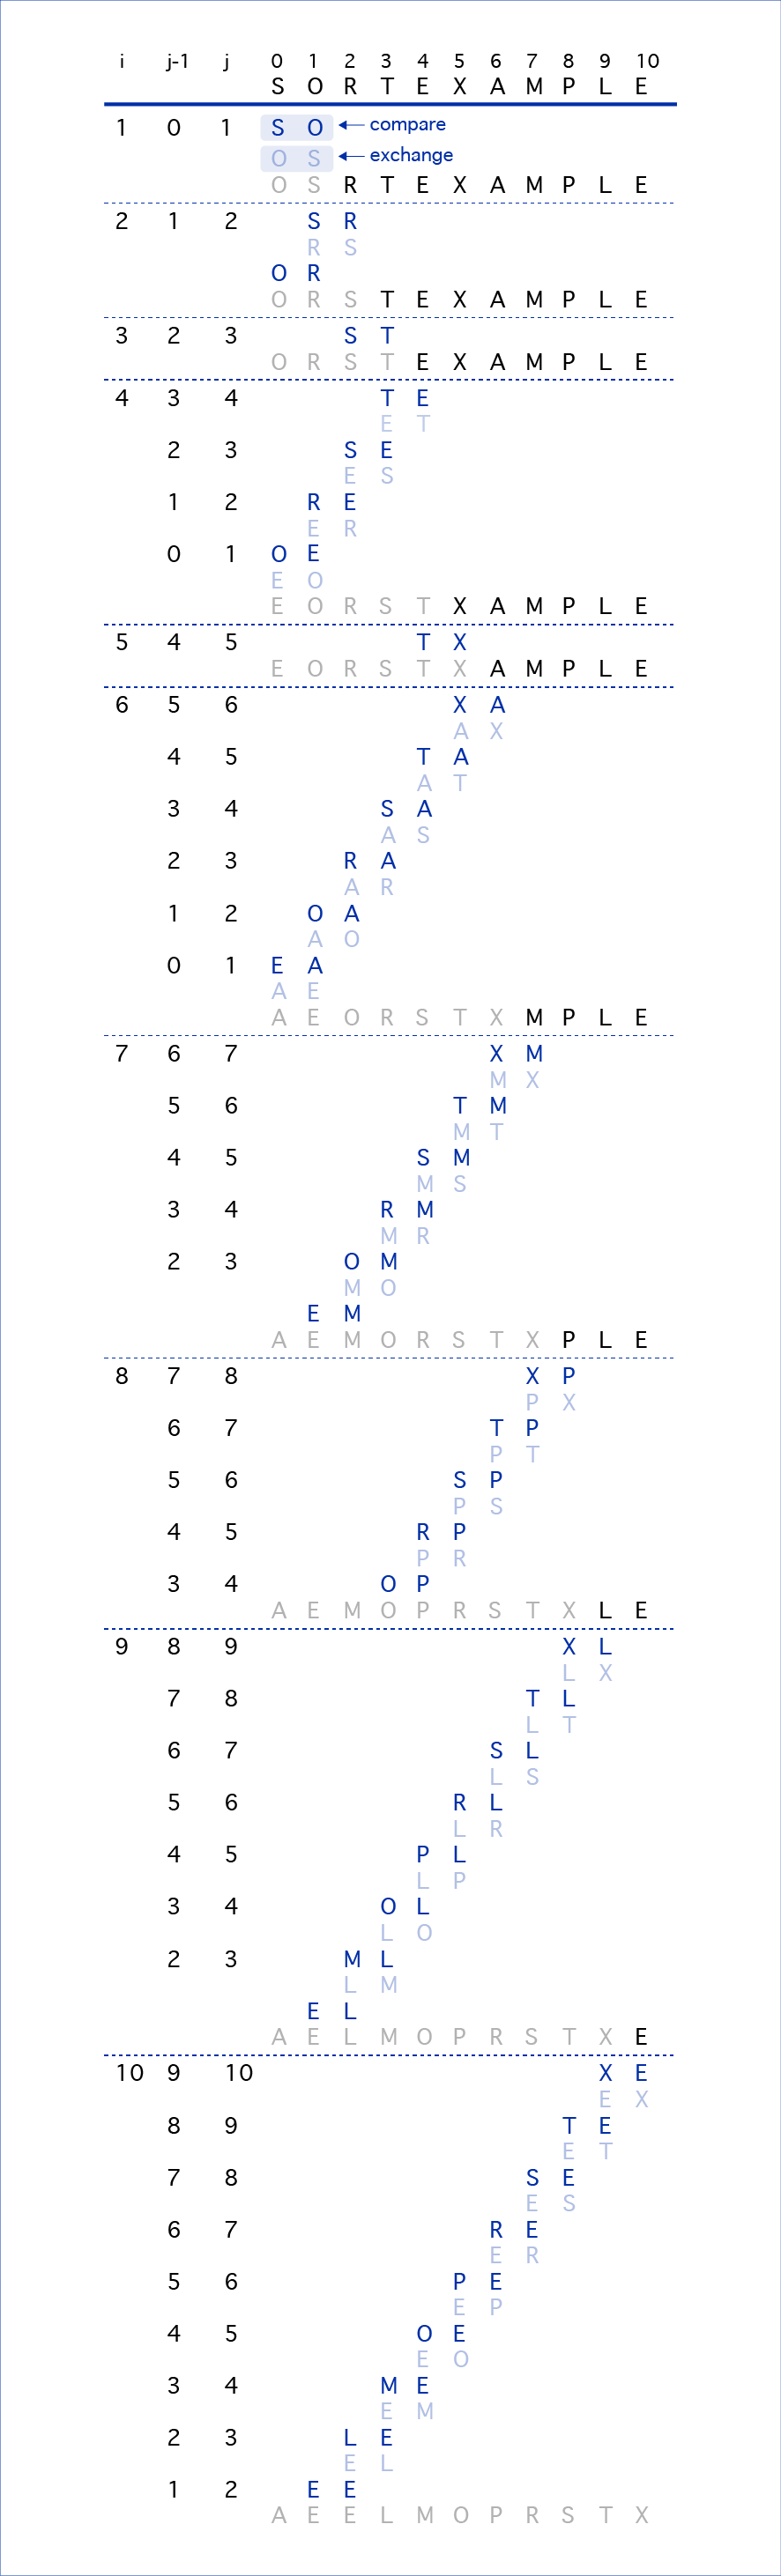 i j-1 j 0 1 2 3 4 5 6 7 8 9 10
S O R T E X A M P L E
1 0 1 S O ← compare
O S ← exchange
O S R T E X A M P L E
2 1 2 S R
R S
O R
O R S T E X A M P L E
3 2 3 S T
O R S T E X A M P L E
4 3 4 T E
E T
2 3 S E
E S
1 2 R E
E R
0 1 O E
E O
E O R S T X A M P L E
5 4 5 T X
E O R S T X A M P L E
6 5 6 X A
A X
4 5 T A
A T
3 4 S A
A S
2 3 R A
A R
1 2 O A
A O
0 1 E A
A E
A E O R S T X M P L E
7 6 7 X M
M X
5 6 T M
M T
4 5 S M
M S
3 4 R M
M R
2 3 O M
M O
E M
A E M O R S T X P L E
8 7 8 X P
P X
6 7 T P
P T
5 6 S P
P S
4 5 R P
P R
3 4 O P
A E M O P R S T X L E
9 8 9 X L
L X
7 8 T L
L T
6 7 S L
L S
5 6 R L
L R
4 5 P L
L P
3 4 O L
L O
2 3 M L
L M
E L
A E L M O P R S T X E
10 9 10 X E
E X
8 9 T E
E T
7 8 S E
E S
6 7 R E
E R
5 6 P E
E P
4 5 O E
E O
3 4 M E
E M
2 3 L E
E L
1 2 E E
A E E L M O P R S T X